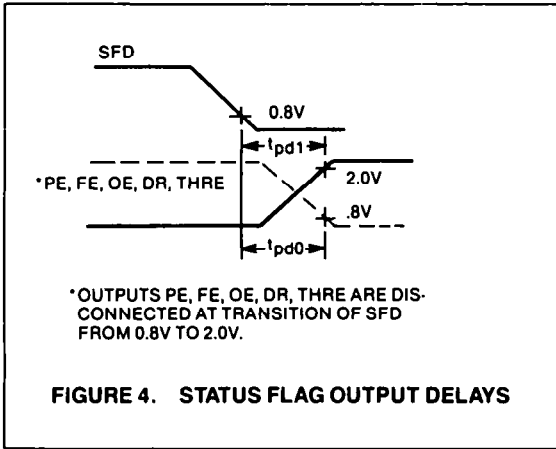 SFD
0.8V
tpd1
2.0V
*PE, FE, OE, DR, THRE
.8V
tpd0
*OUTPUTS PE, FE, OE, DR, THRE ARE DIS-
CONNECTED AT TRANSITION OF SFD
FROM 0.8V TO 2.0V.
FIGURE 4. STATUS FLAG OUTPUT DELAYS